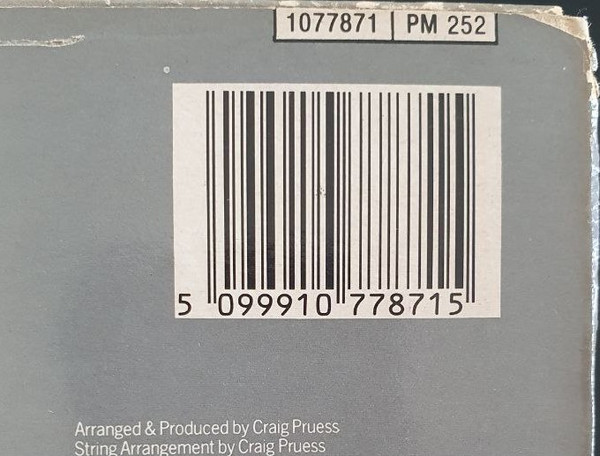 1077871 | PM 252
5 099910 778715
Arranged & Produced by Craig Pruess
String Arrangement by Craig Pruess